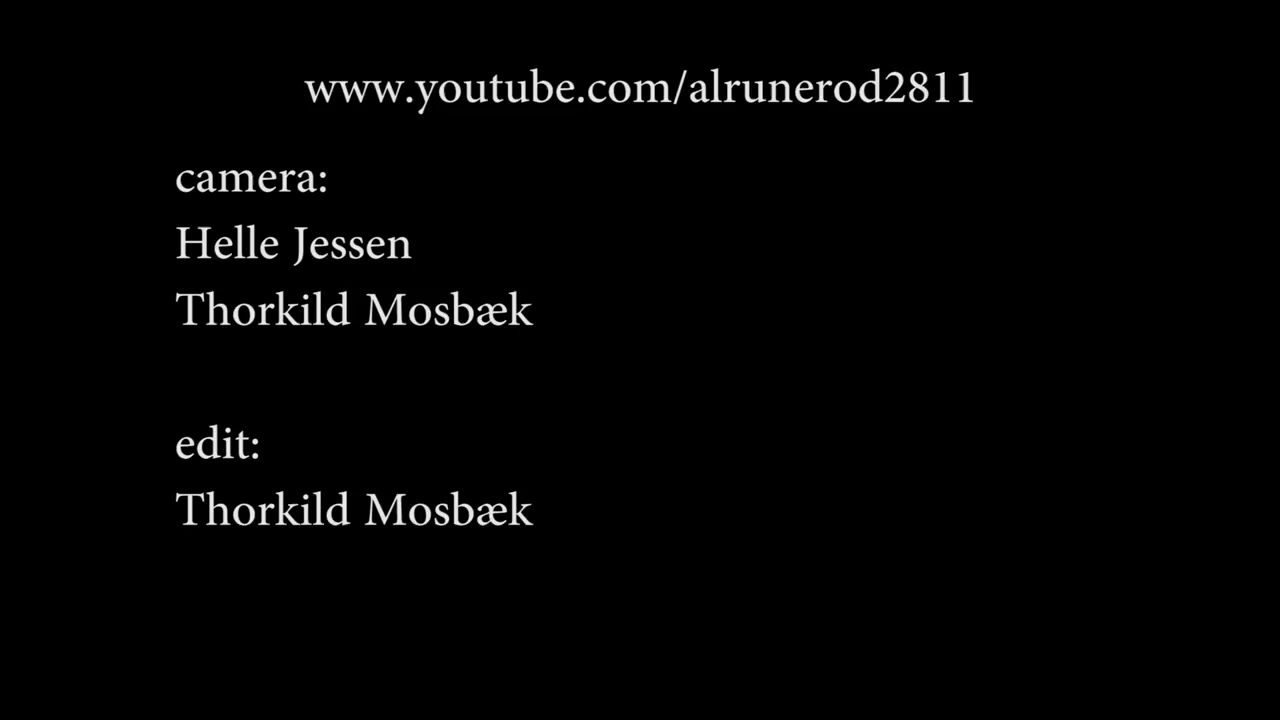 www.youtube.com/alrunerod2811
camera:
Helle Jessen
Thorkild Mosbæk
edit:
Thorkild Mosbæk